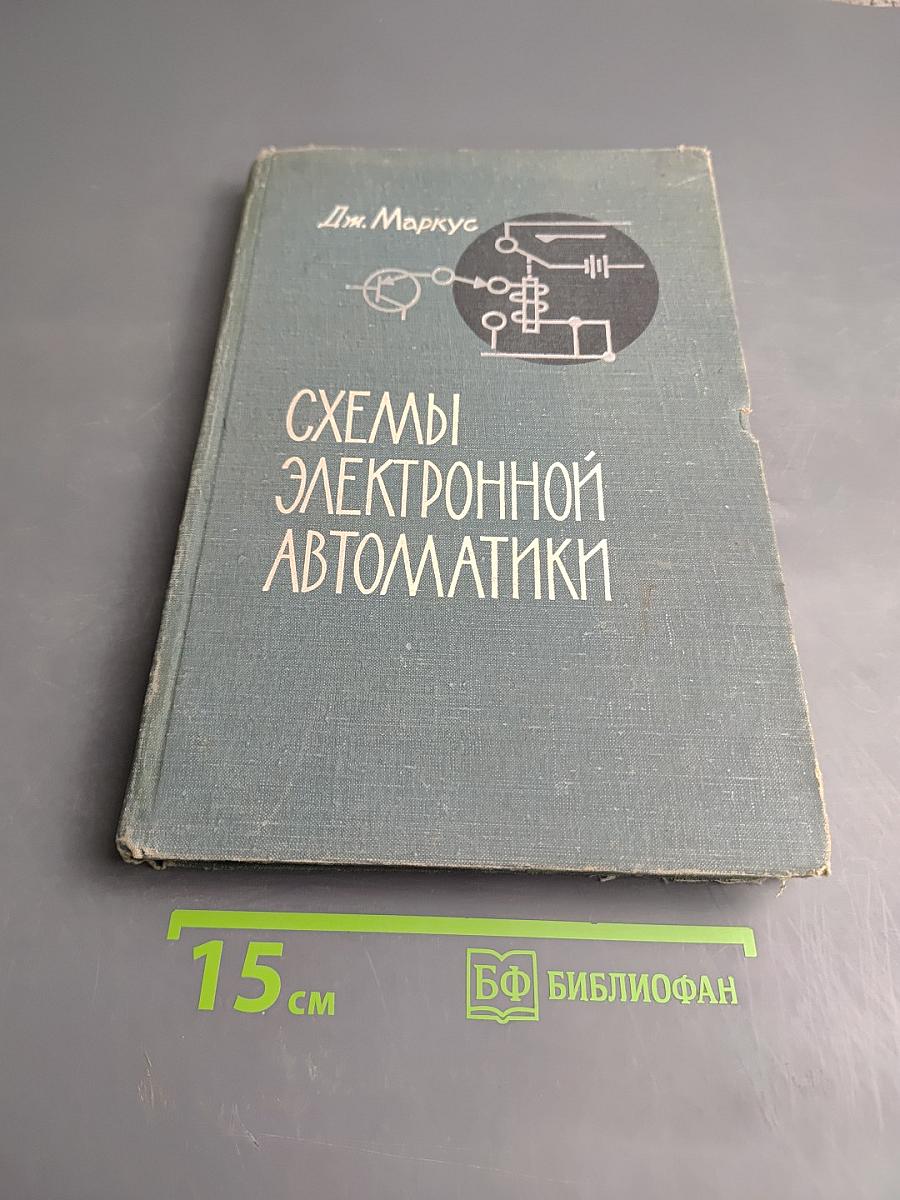 Дж. Маркус
СХЕМЫ
ЭЛЕКТРОННОЙ
АВТОМАТИКИ
15 см
БФ БИБЛИОФАН